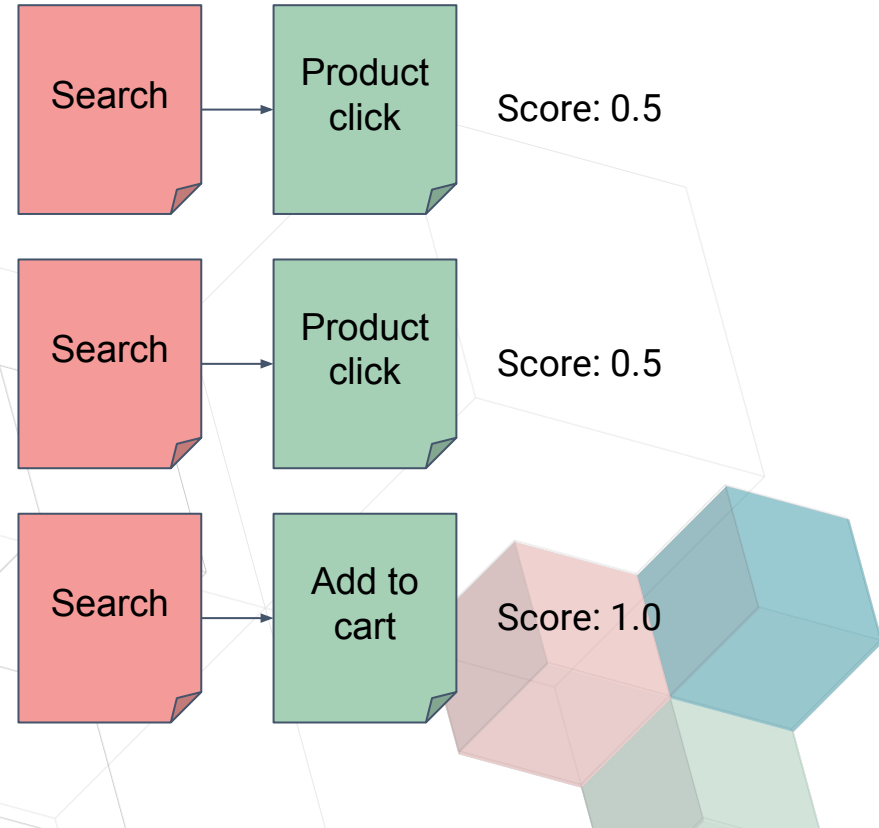 Search
Product
click
Score: 0.5
Search
Product
click
Score: 0.5
Search
Add to
cart
Score: 1.0